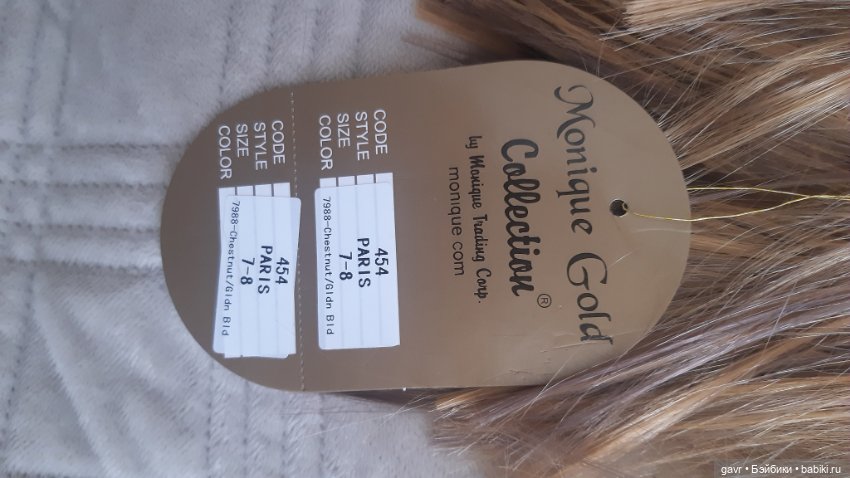 Monique Gold
Collection ®
by Monique Trading Corp.
monique.com
CODE 454
STYLE PARIS
SIZE 7-8
COLOR 7988-Chestnut/Gldn Bld
CODE 454
STYLE PARIS
SIZE 7-8
COLOR 7988-Chestnut/Gldn Bld
gavr • Бэйбики • babiki.ru